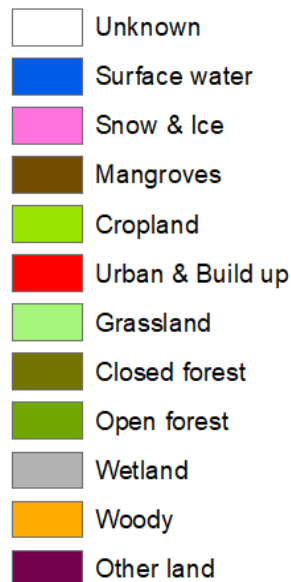 Unknown
Surface water
Snow & Ice
Mangroves
Cropland
Urban & Build up
Grassland
Closed forest
Open forest
Wetland
Woody
Other land